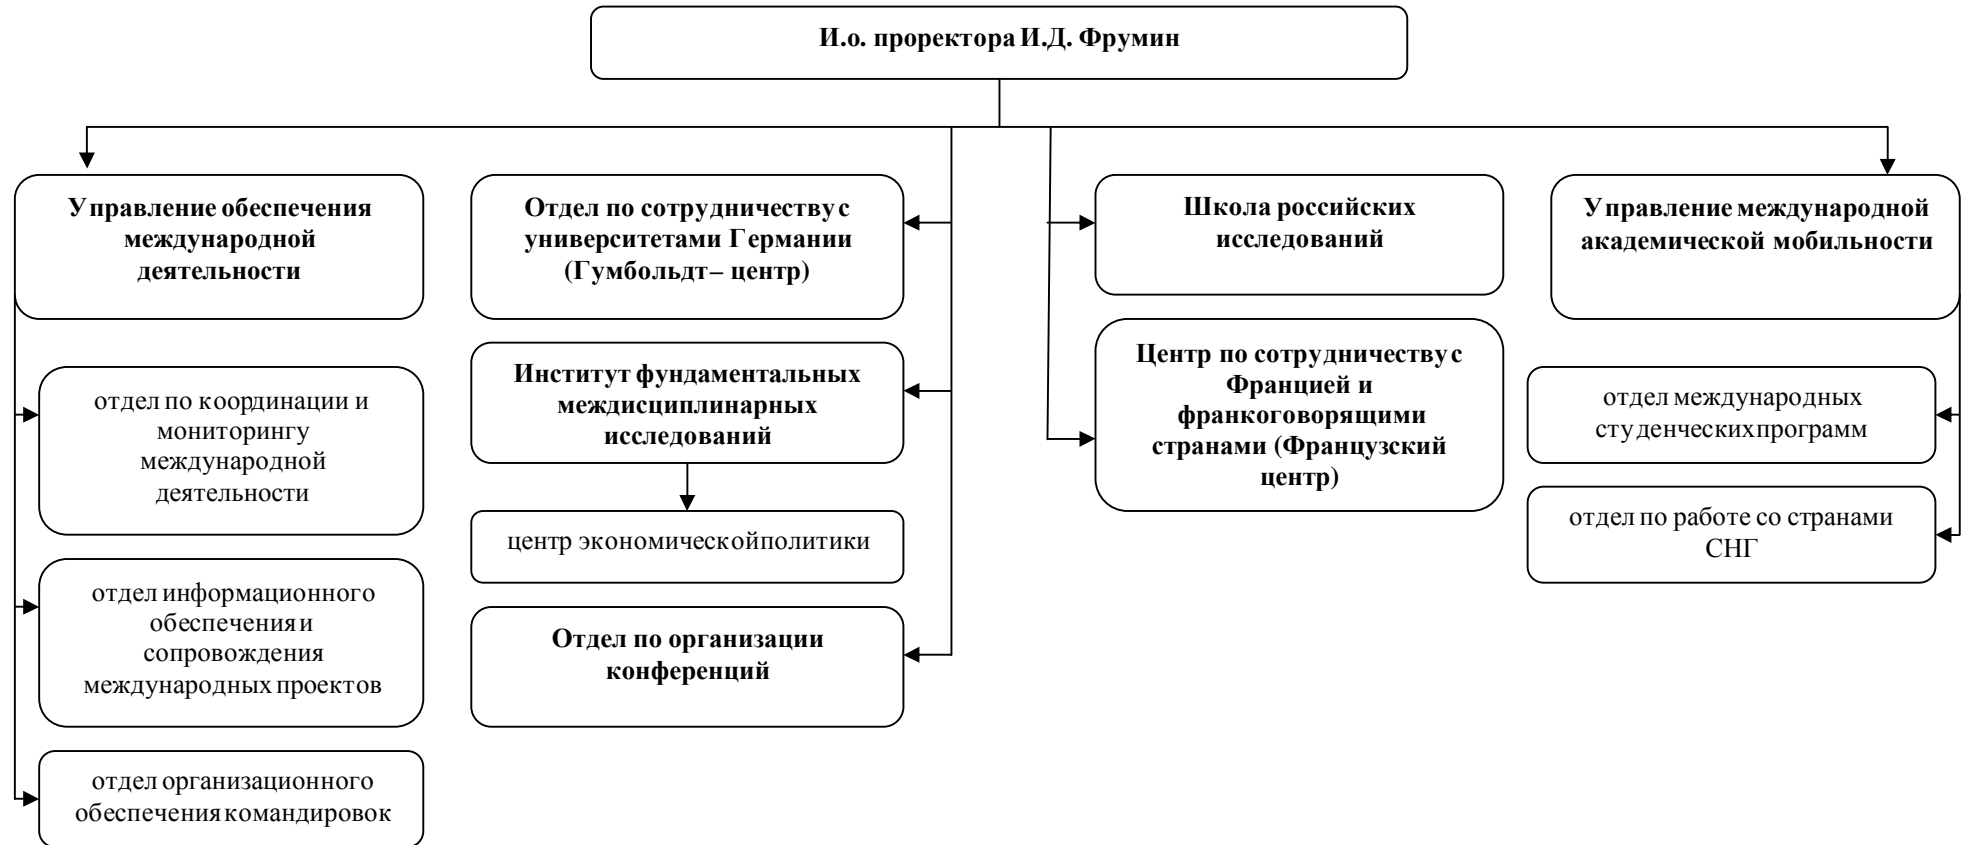 И.о. проректора И.Д. Фрумин
Управление обеспечения
международной
деятельности
отдел по координации и
мониторингу
международной
деятельности
отдел информационного
обеспечения и
сопровождения
международных проектов
отдел организационного
обеспечения командировок
Отдел по сотрудничеству с
университетами Германии
(Гумбольдт– центр)
Институт фундаментальных
междисциплинарных
исследований
центр экономической политики
Отдел по организации
конференций
Школа российских
исследований
Центр по сотрудничеству с
Францией и
франкоговорящими
странами (Французский
центр)
Управление международной
академической мобильности
отдел международных
студенческих программ
отдел по работе со странами
СНГ